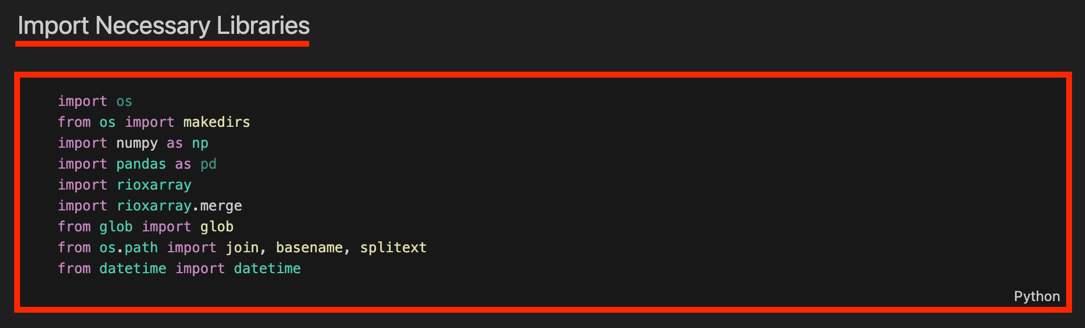 Import Necessary Libraries
import os
from os import makedirs
import numpy as np
import pandas as pd
import rioxarray
import rioxarray.merge
from glob import glob
from os.path import join, basename, splitext
from datetime import datetime
Python